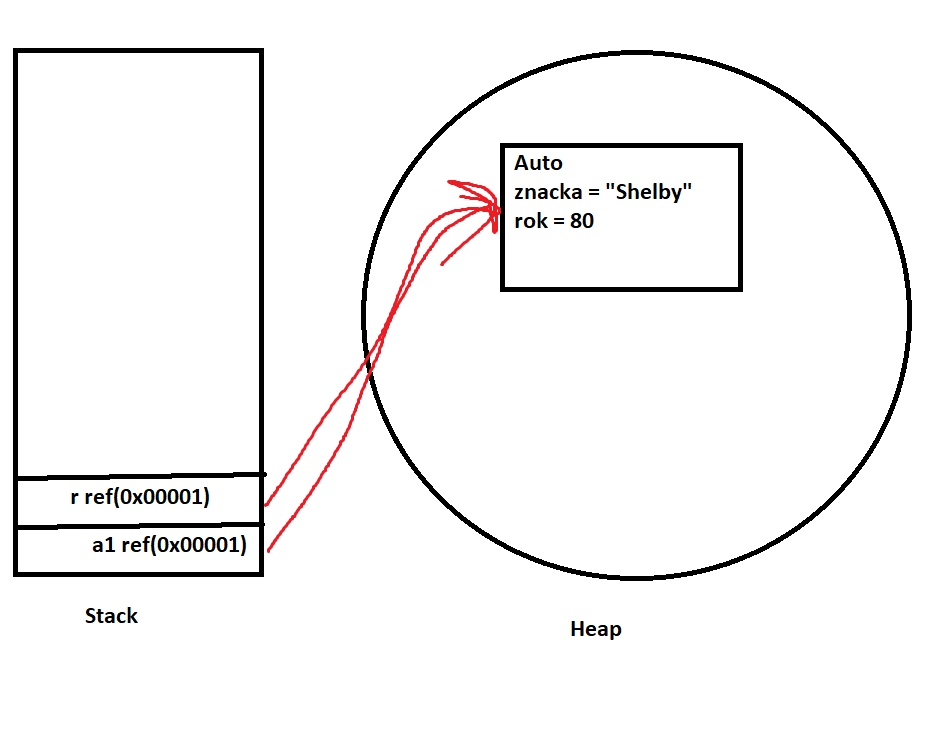 Auto
znacka = "Shelby"
rok = 80
r ref(0x00001)
a1 ref(0x00001)
Stack
Heap